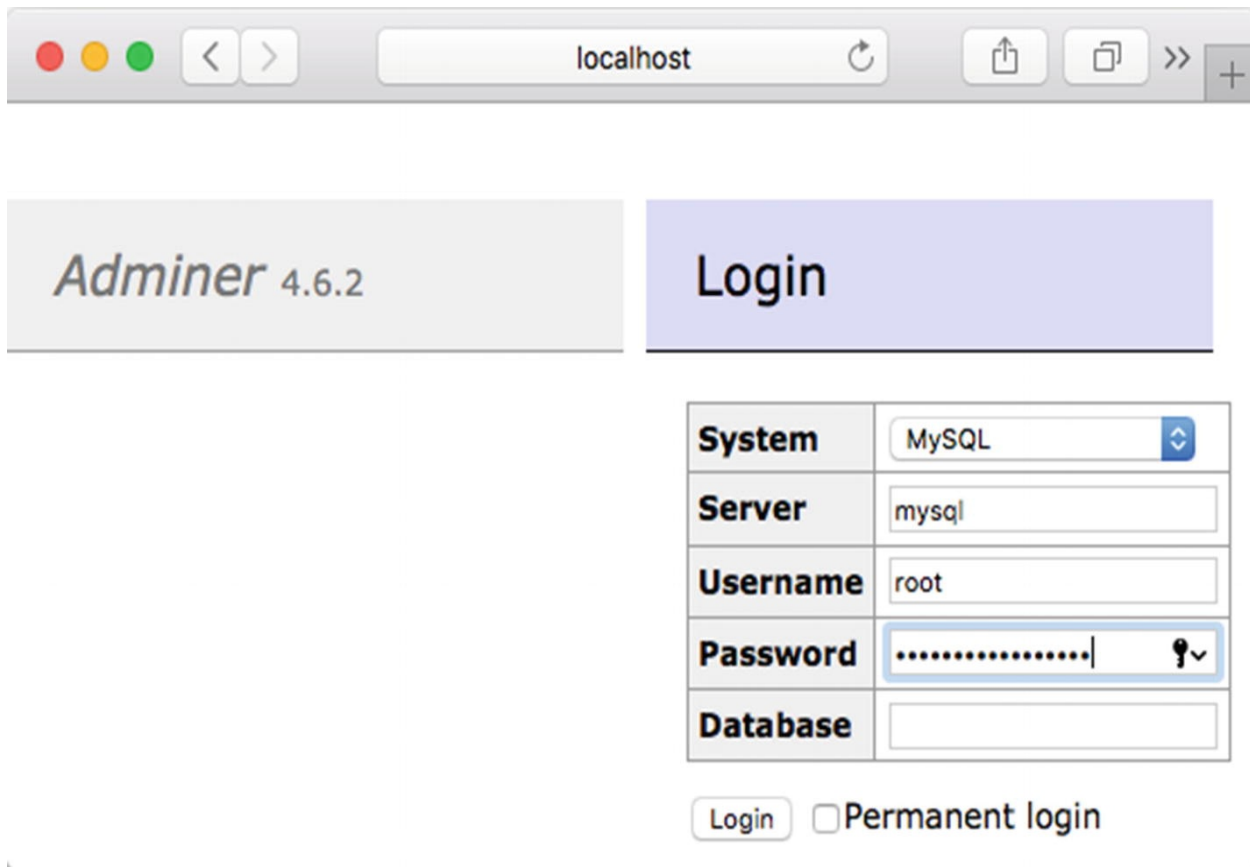 localhost
Adminer 4.6.2
Login
System MySQL
Server mysql
Username root
Password •••••••••••••••••
Database
Login Permanent login